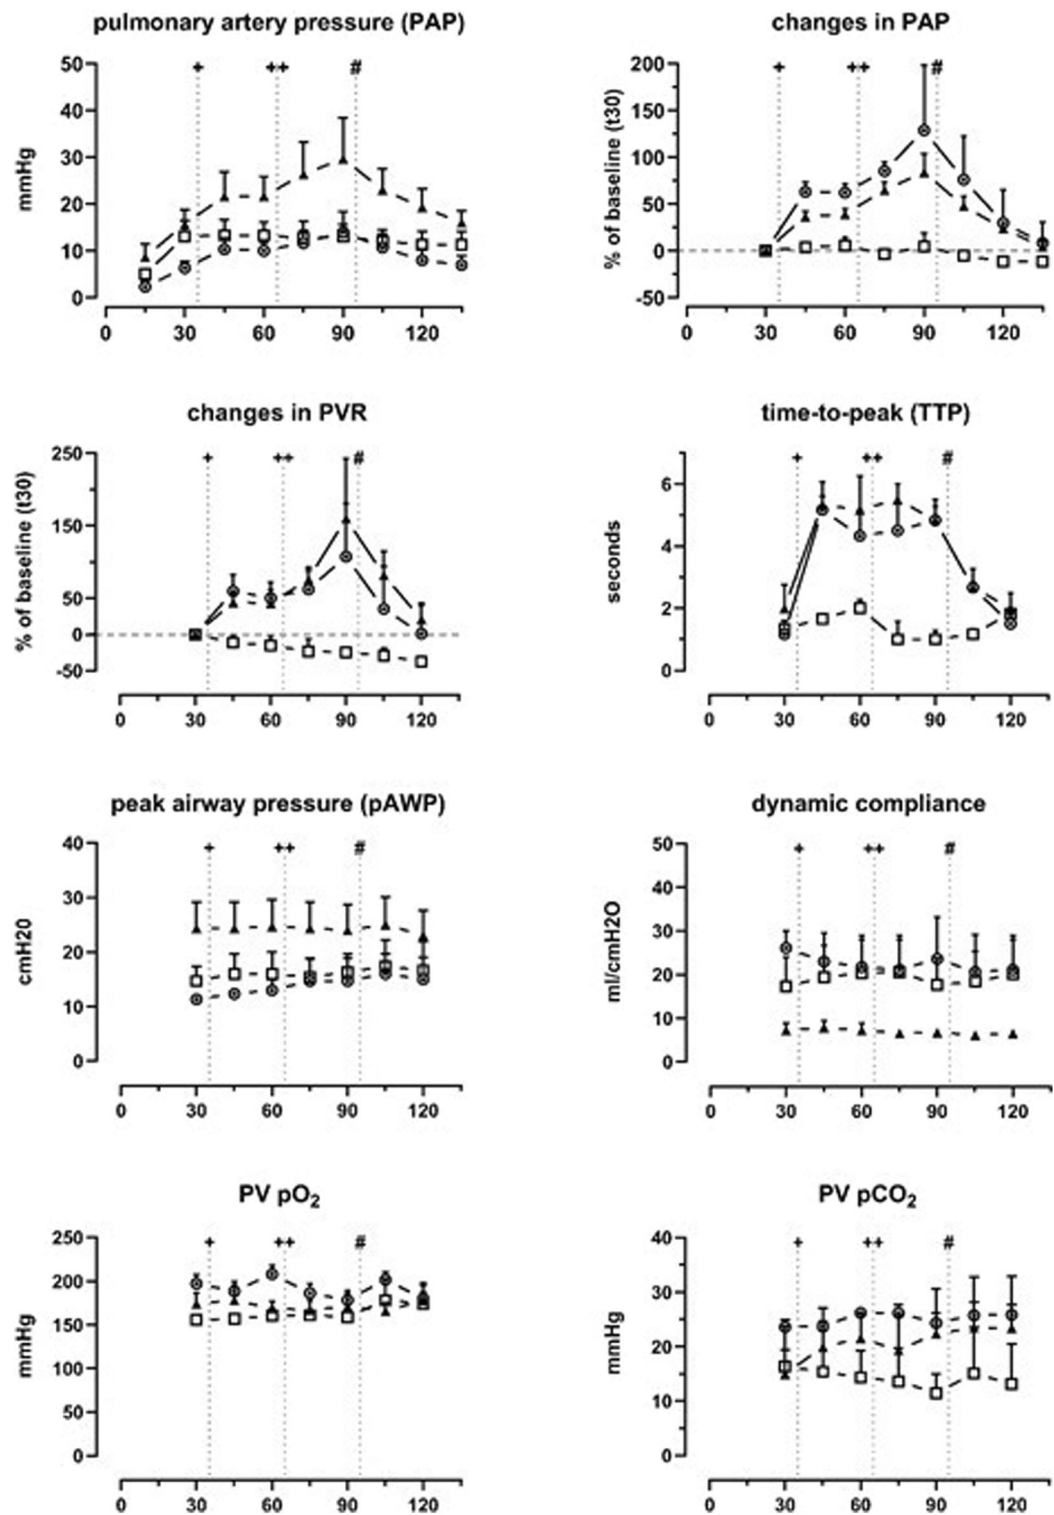 pulmonary artery pressure (PAP)
50
40
30
20
10
0
mmHg
+
++
#
0 30 60 90 120
changes in PAP
200
150
100
50
0
-50
% of baseline (t30)
+
++
#
0 30 60 90 120
changes in PVR
250
150
50
0
-50
% of baseline (t30)
+
++
#
0 30 60 90 120
time-to-peak (TTP)
6
4
2
0
seconds
+
++
#
0 30 60 90 120
peak airway pressure (pAWP)
40
30
20
10
0
cmH20
+
++
#
0 30 60 90 120
dynamic compliance
50
40
30
20
10
0
ml/cmH2O
+
++
#
0 30 60 90 120
PV pO₂
250
200
150
100
50
0
mmHg
+
++
#
0 30 60 90 120
PV pCO₂
40
30
20
10
0
mmHg
+
++
#
0 30 60 90 120